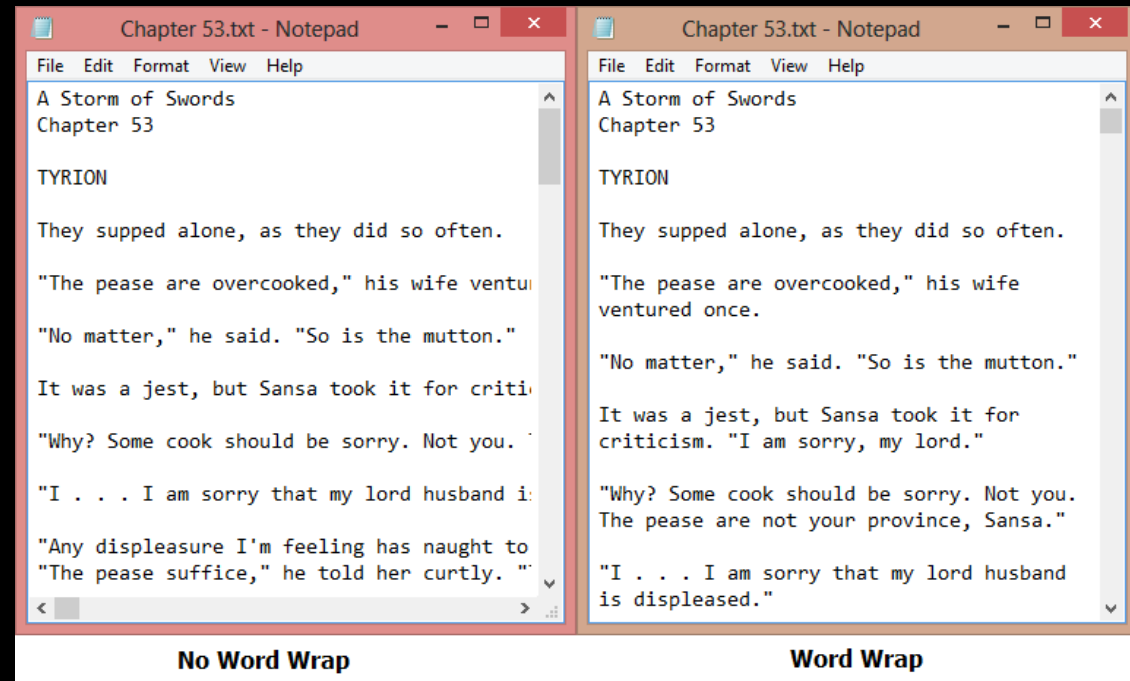 Chapter 53.txt - Notepad
File Edit Format View Help
A Storm of Swords
Chapter 53
TYRION
They supped alone, as they did so often.
"The pease are overcooked," his wife
"No matter," he said. "So is the mutton."
It was a jest, but Sansa took it for
"Why? Some cook should be sorry. Not you.
"I . . . I am sorry that my lord husband
"Any displeasure I'm feeling has naught to
"The pease suffice," he told her curtly.
No Word Wrap
Chapter 53.txt - Notepad
File Edit Format View Help
A Storm of Swords
Chapter 53
TYRION
They supped alone, as they did so often.
"The pease are overcooked," his wife
ventured once.
"No matter," he said. "So is the mutton."
It was a jest, but Sansa took it for
criticism. "I am sorry, my lord."
"Why? Some cook should be sorry. Not you.
The pease are not your province, Sansa."
"I . . . I am sorry that my lord husband
is displeased."
Word Wrap